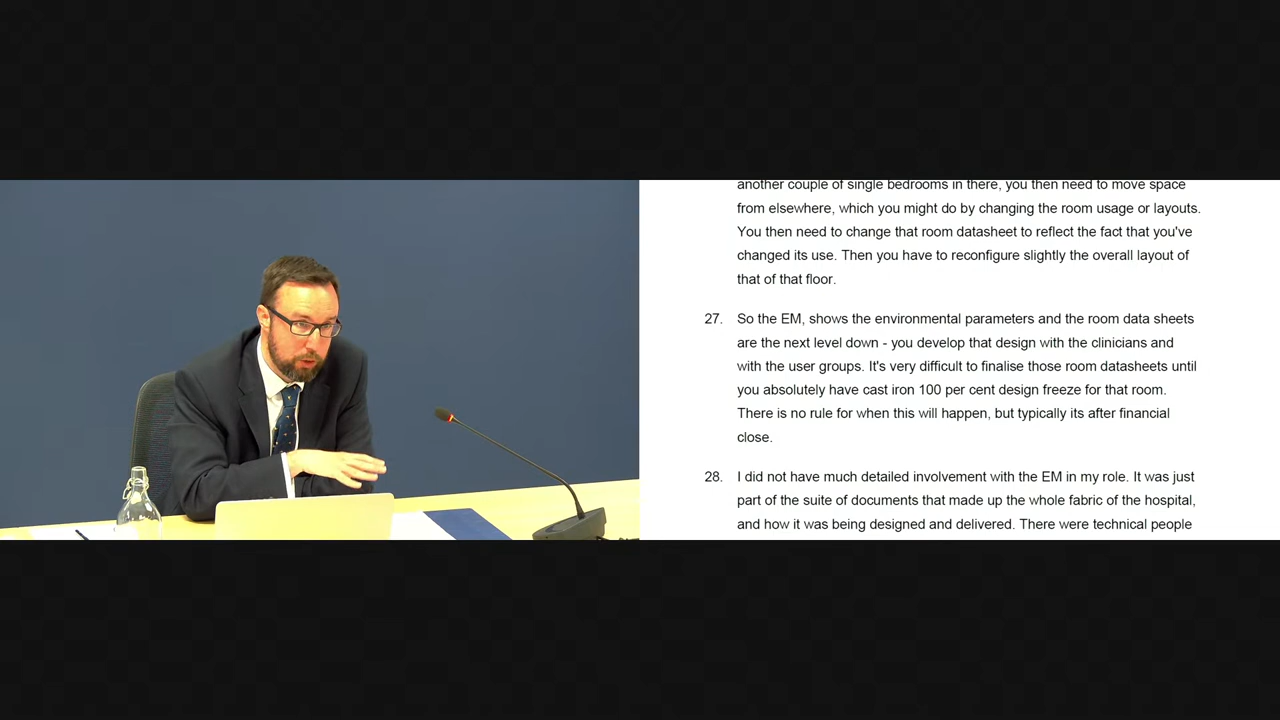 another couple of single bedrooms in there, you then need to move space
from elsewhere, which you might do by changing the room usage or layouts.
You then need to change that room datasheet to reflect the fact that you've
changed its use. Then you have to reconfigure slightly the overall layout of
that of that floor.
27. So the EM, shows the environmental parameters and the room data sheets
are the next level down - you develop that design with the clinicians and
with the user groups. It's very difficult to finalise those room datasheets until
you absolutely have cast iron 100 per cent design freeze for that room.
There is no rule for when this will happen, but typically its after financial
close.
28. I did not have much detailed involvement with the EM in my role. It was just
part of the suite of documents that made up the whole fabric of the hospital,
and how it was being designed and delivered. There were technical people